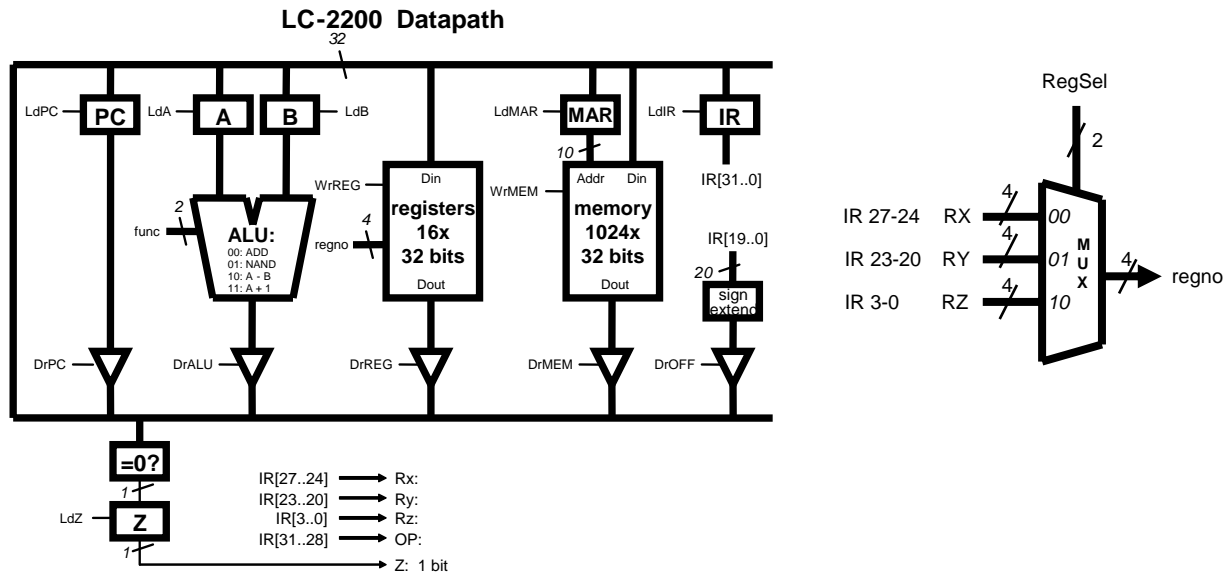 LC-2200 Datapath
32
LdPC
PC
LdA
A
B
LdB
LdMAR
MAR
LdIR
IR
10
IR[31..0]
WrREG
Din
registers
16x
32 bits
Dout
regno
4
WrMEM
Addr Din
memory
1024x
32 bits
Dout
func
2
ALU:
00: ADD
01: NAND
10: A - B
11: A + 1
IR[19..0]
20
sign
extend
DrPC
DrALU
DrREG
DrMEM
DrOFF
=0?
1
LdZ
Z
1
IR[27..24] Rx:
IR[23..20] Ry:
IR[3..0] Rz:
IR[31..28] OP:
Z: 1 bit
RegSel
2
IR 27-24 RX 4 00
IR 23-20 RY 4 01
IR 3-0 RZ 4 10
M
U
X
4
regno